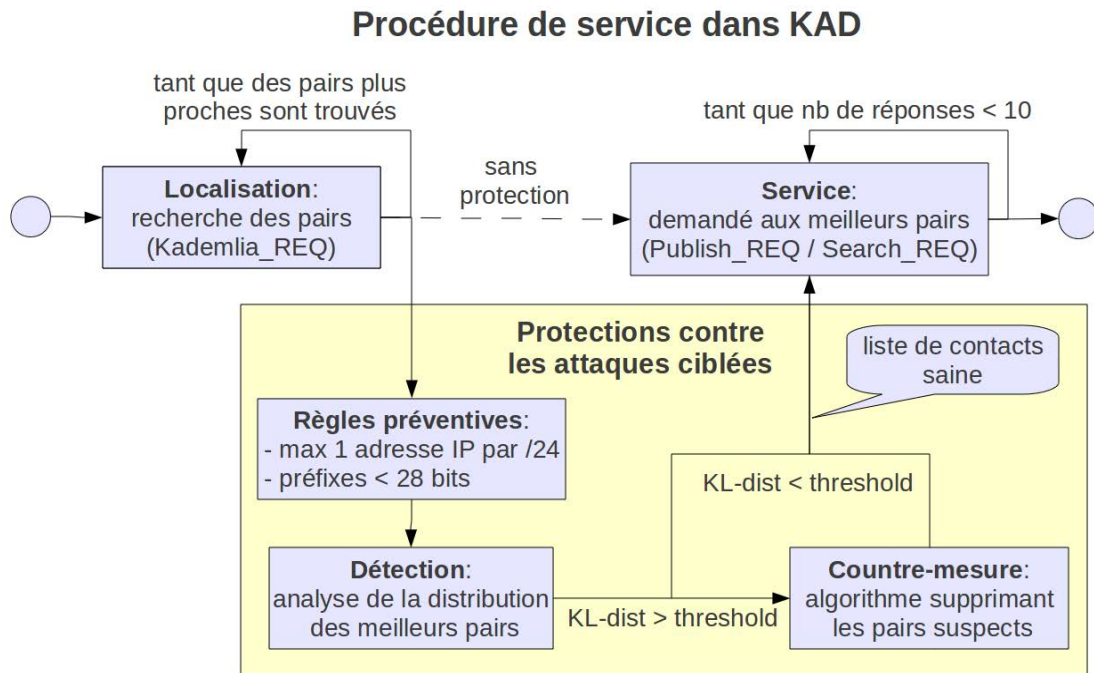 Procédure de service dans KAD
tant que des pairs plus
proches sont trouvés
tant que nb de réponses < 10
Localisation:
recherche des pairs
(Kademlia_REQ)
sans
protection
Service:
demandé aux meilleurs pairs
(Publish_REQ / Search_REQ)
Protections contre
les attaques ciblées
liste de contacts
saine
Règles préventives:
- max 1 adresse IP par /24
- préfixes < 28 bits
KL-dist < threshold
Détection:
analyse de la distribution
des meilleurs pairs
KL-dist > threshold
Countre-mesure:
algorithme supprimant
les pairs suspects